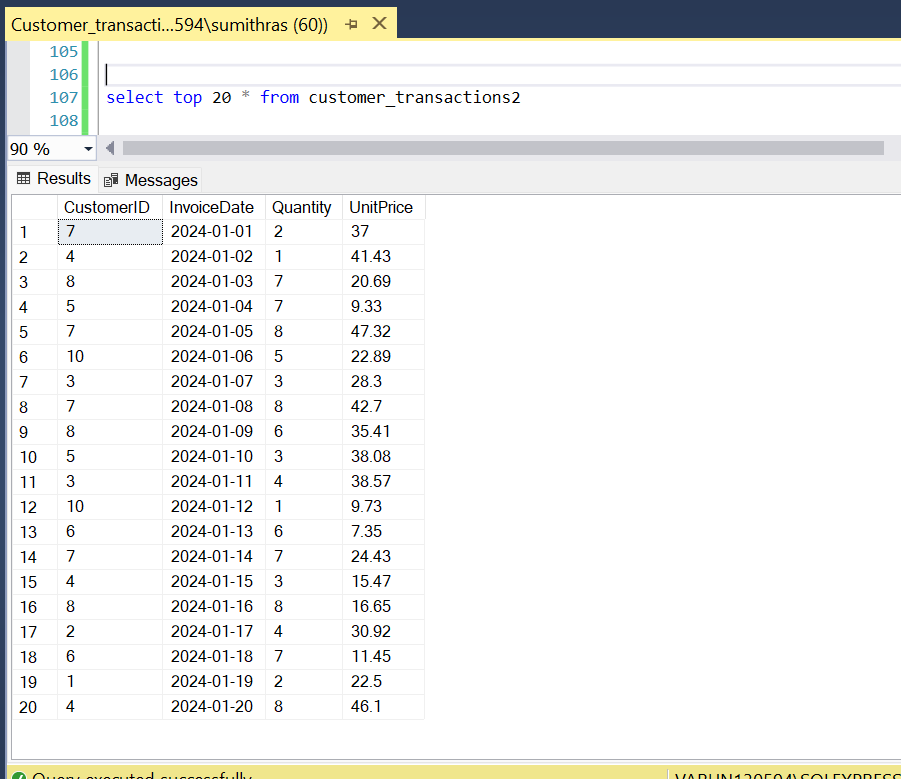 Customer_transacti...594\sumithras (60))
105
106
107 select top 20 * from customer_transactions2
108
90 %
Results Messages
CustomerID InvoiceDate Quantity UnitPrice
1 7 2024-01-01 2 37
2 4 2024-01-02 1 41.43
3 8 2024-01-03 7 20.69
4 5 2024-01-04 7 9.33
5 7 2024-01-05 8 47.32
6 10 2024-01-06 5 22.89
7 3 2024-01-07 3 28.3
8 7 2024-01-08 8 42.7
9 8 2024-01-09 6 35.41
10 5 2024-01-10 3 38.08
11 3 2024-01-11 4 38.57
12 10 2024-01-12 1 9.73
13 6 2024-01-13 6 7.35
14 7 2024-01-14 7 24.43
15 4 2024-01-15 3 15.47
16 8 2024-01-16 8 16.65
17 2 2024-01-17 4 30.92
18 6 2024-01-18 7 11.45
19 1 2024-01-19 2 22.5
20 4 2024-01-20 8 46.1
Query executed successfully